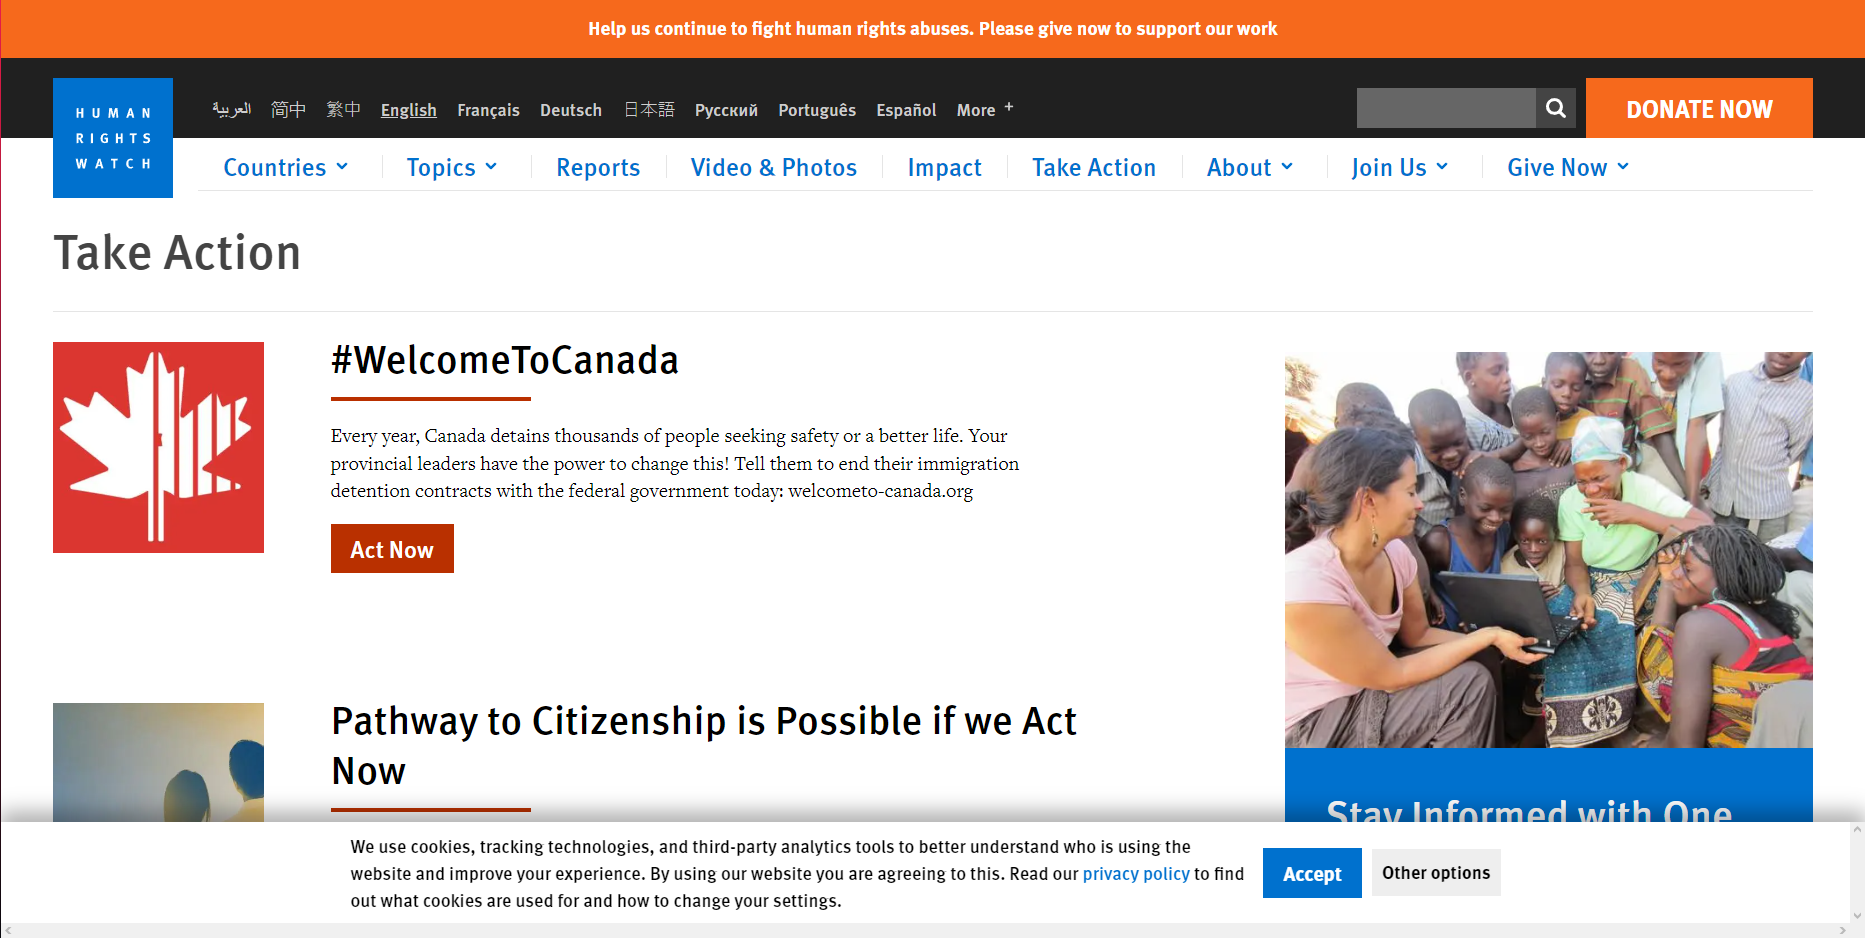 Help us continue to fight human rights abuses. Please give now to support our work
HUMAN
RIGHTS
WATCH
العربية 简中 繁中 English Français Deutsch 日本語 Русский Português Español More +
DONATE NOW
Countries Topics Reports Video & Photos Impact Take Action About Join Us Give Now
Take Action
#WelcomeToCanada
Every year, Canada detains thousands of people seeking safety or a better life. Your
provincial leaders have the power to change this! Tell them to end their immigration
detention contracts with the federal government today: welcometo-canada.org
Act Now
Pathway to Citizenship is Possible if we Act
Now
Stay Informed with One
We use cookies, tracking technologies, and third-party analytics tools to better understand who is using the
website and improve your experience. By using our website you are agreeing to this. Read our privacy policy to find
out what cookies are used for and how to change your settings.
Accept
Other options